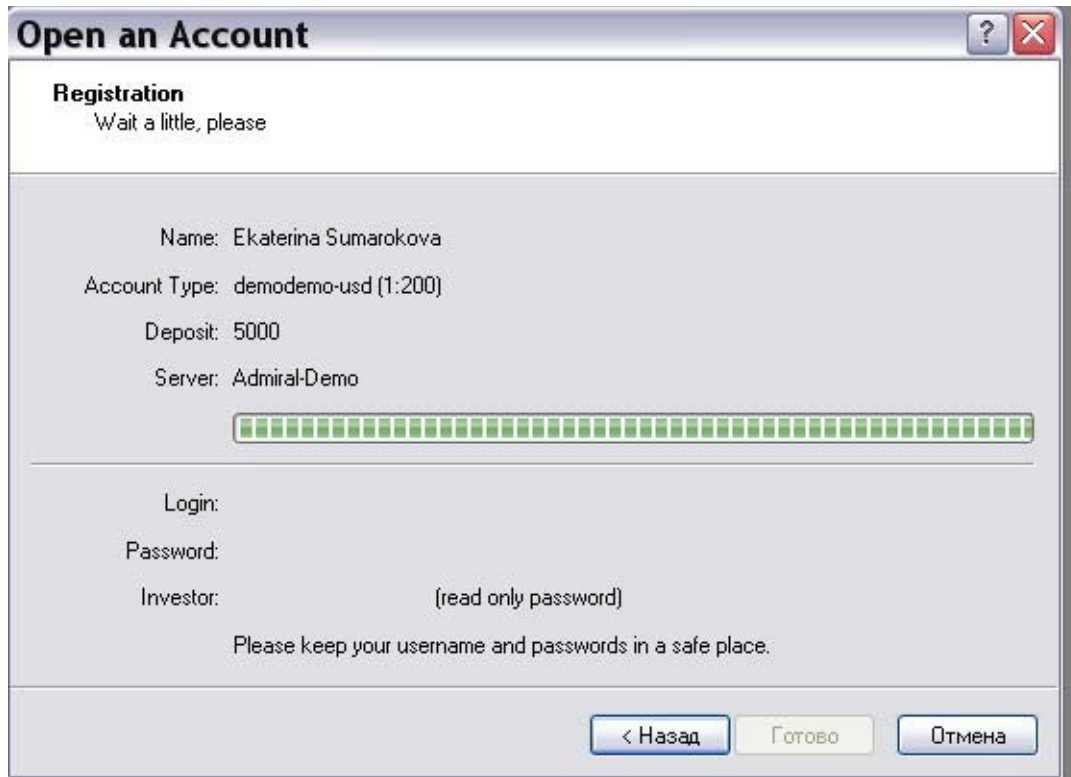 Open an Account
?
Registration
Wait a little, please
Name: Ekaterina Sumarokova
Account Type: demodemo-usd (1:200)
Deposit: 5000
Server: Admiral-Demo
Login:
Password:
Investor: (read only password)
Please keep your username and passwords in a safe place.
< Назад Готово Отмена